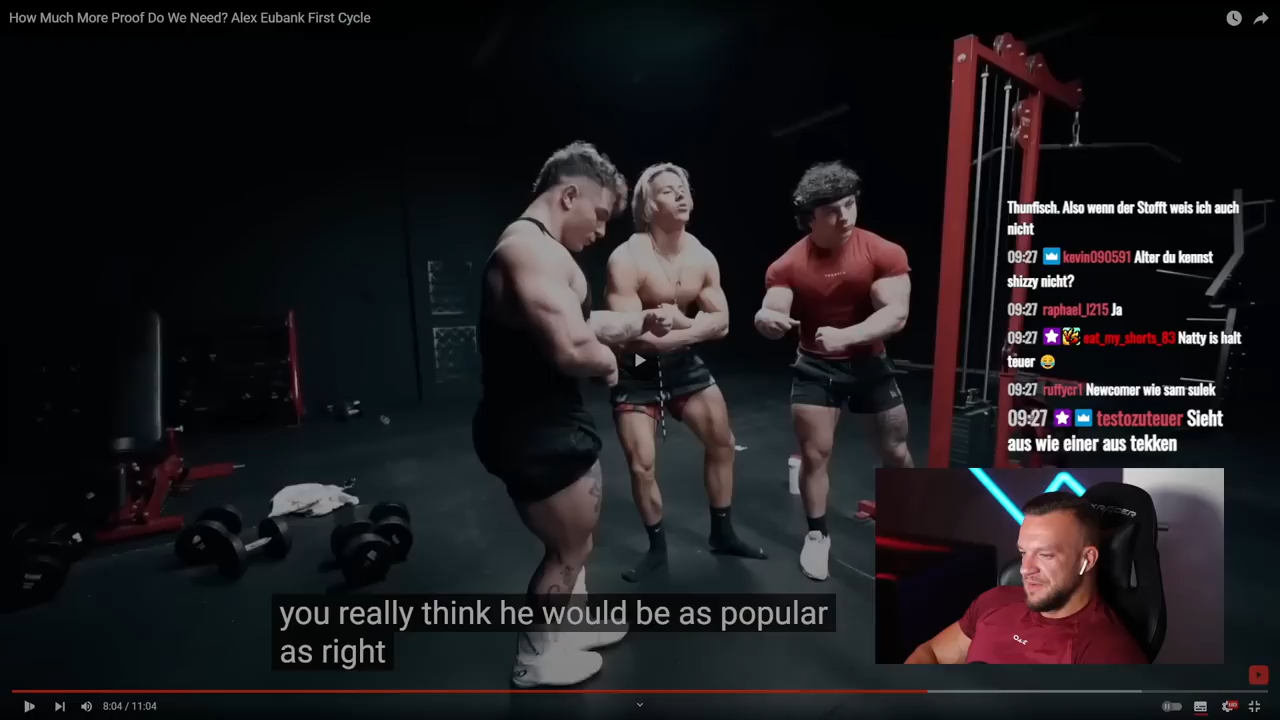 How Much More Proof Do We Need? Alex Eubank First Cycle
Thunfisch. Also wenn der Stofft weis ich auch
nicht
09:27 kevin090591 Alter du kennst
shizzy nicht?
09:27 raphael_l215 Ja
09:27 eat_my_shorts_83 Natty is halt
teuer 😂
09:27 ruffycr1 Newcomer wie sam sulek
09:27 testozuteuer Sieht
aus wie einer aus tekken
you really think he would be as popular
as right
8:04 / 11:04
HD